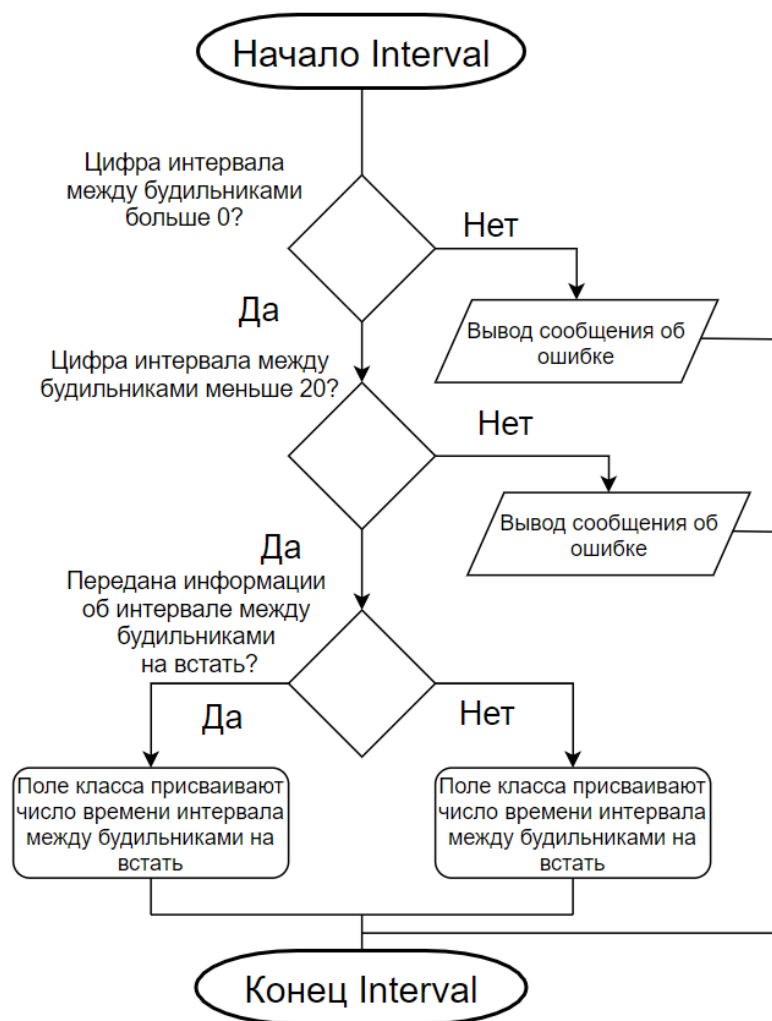 Начало Interval
Цифра интервала
между будильниками
больше 0?
Нет
Вывод сообщения об
ошибке
Да
Цифра интервала между
будильниками меньше 20?
Нет
Вывод сообщения об
ошибке
Да
Передана информации
об интервале между
будильниками
на встать?
Да
Нет
Поле класса присваивают
число времени интервала
между будильниками на
встать
Поле класса присваивают
число времени интервала
между будильниками на
встать
Конец Interval